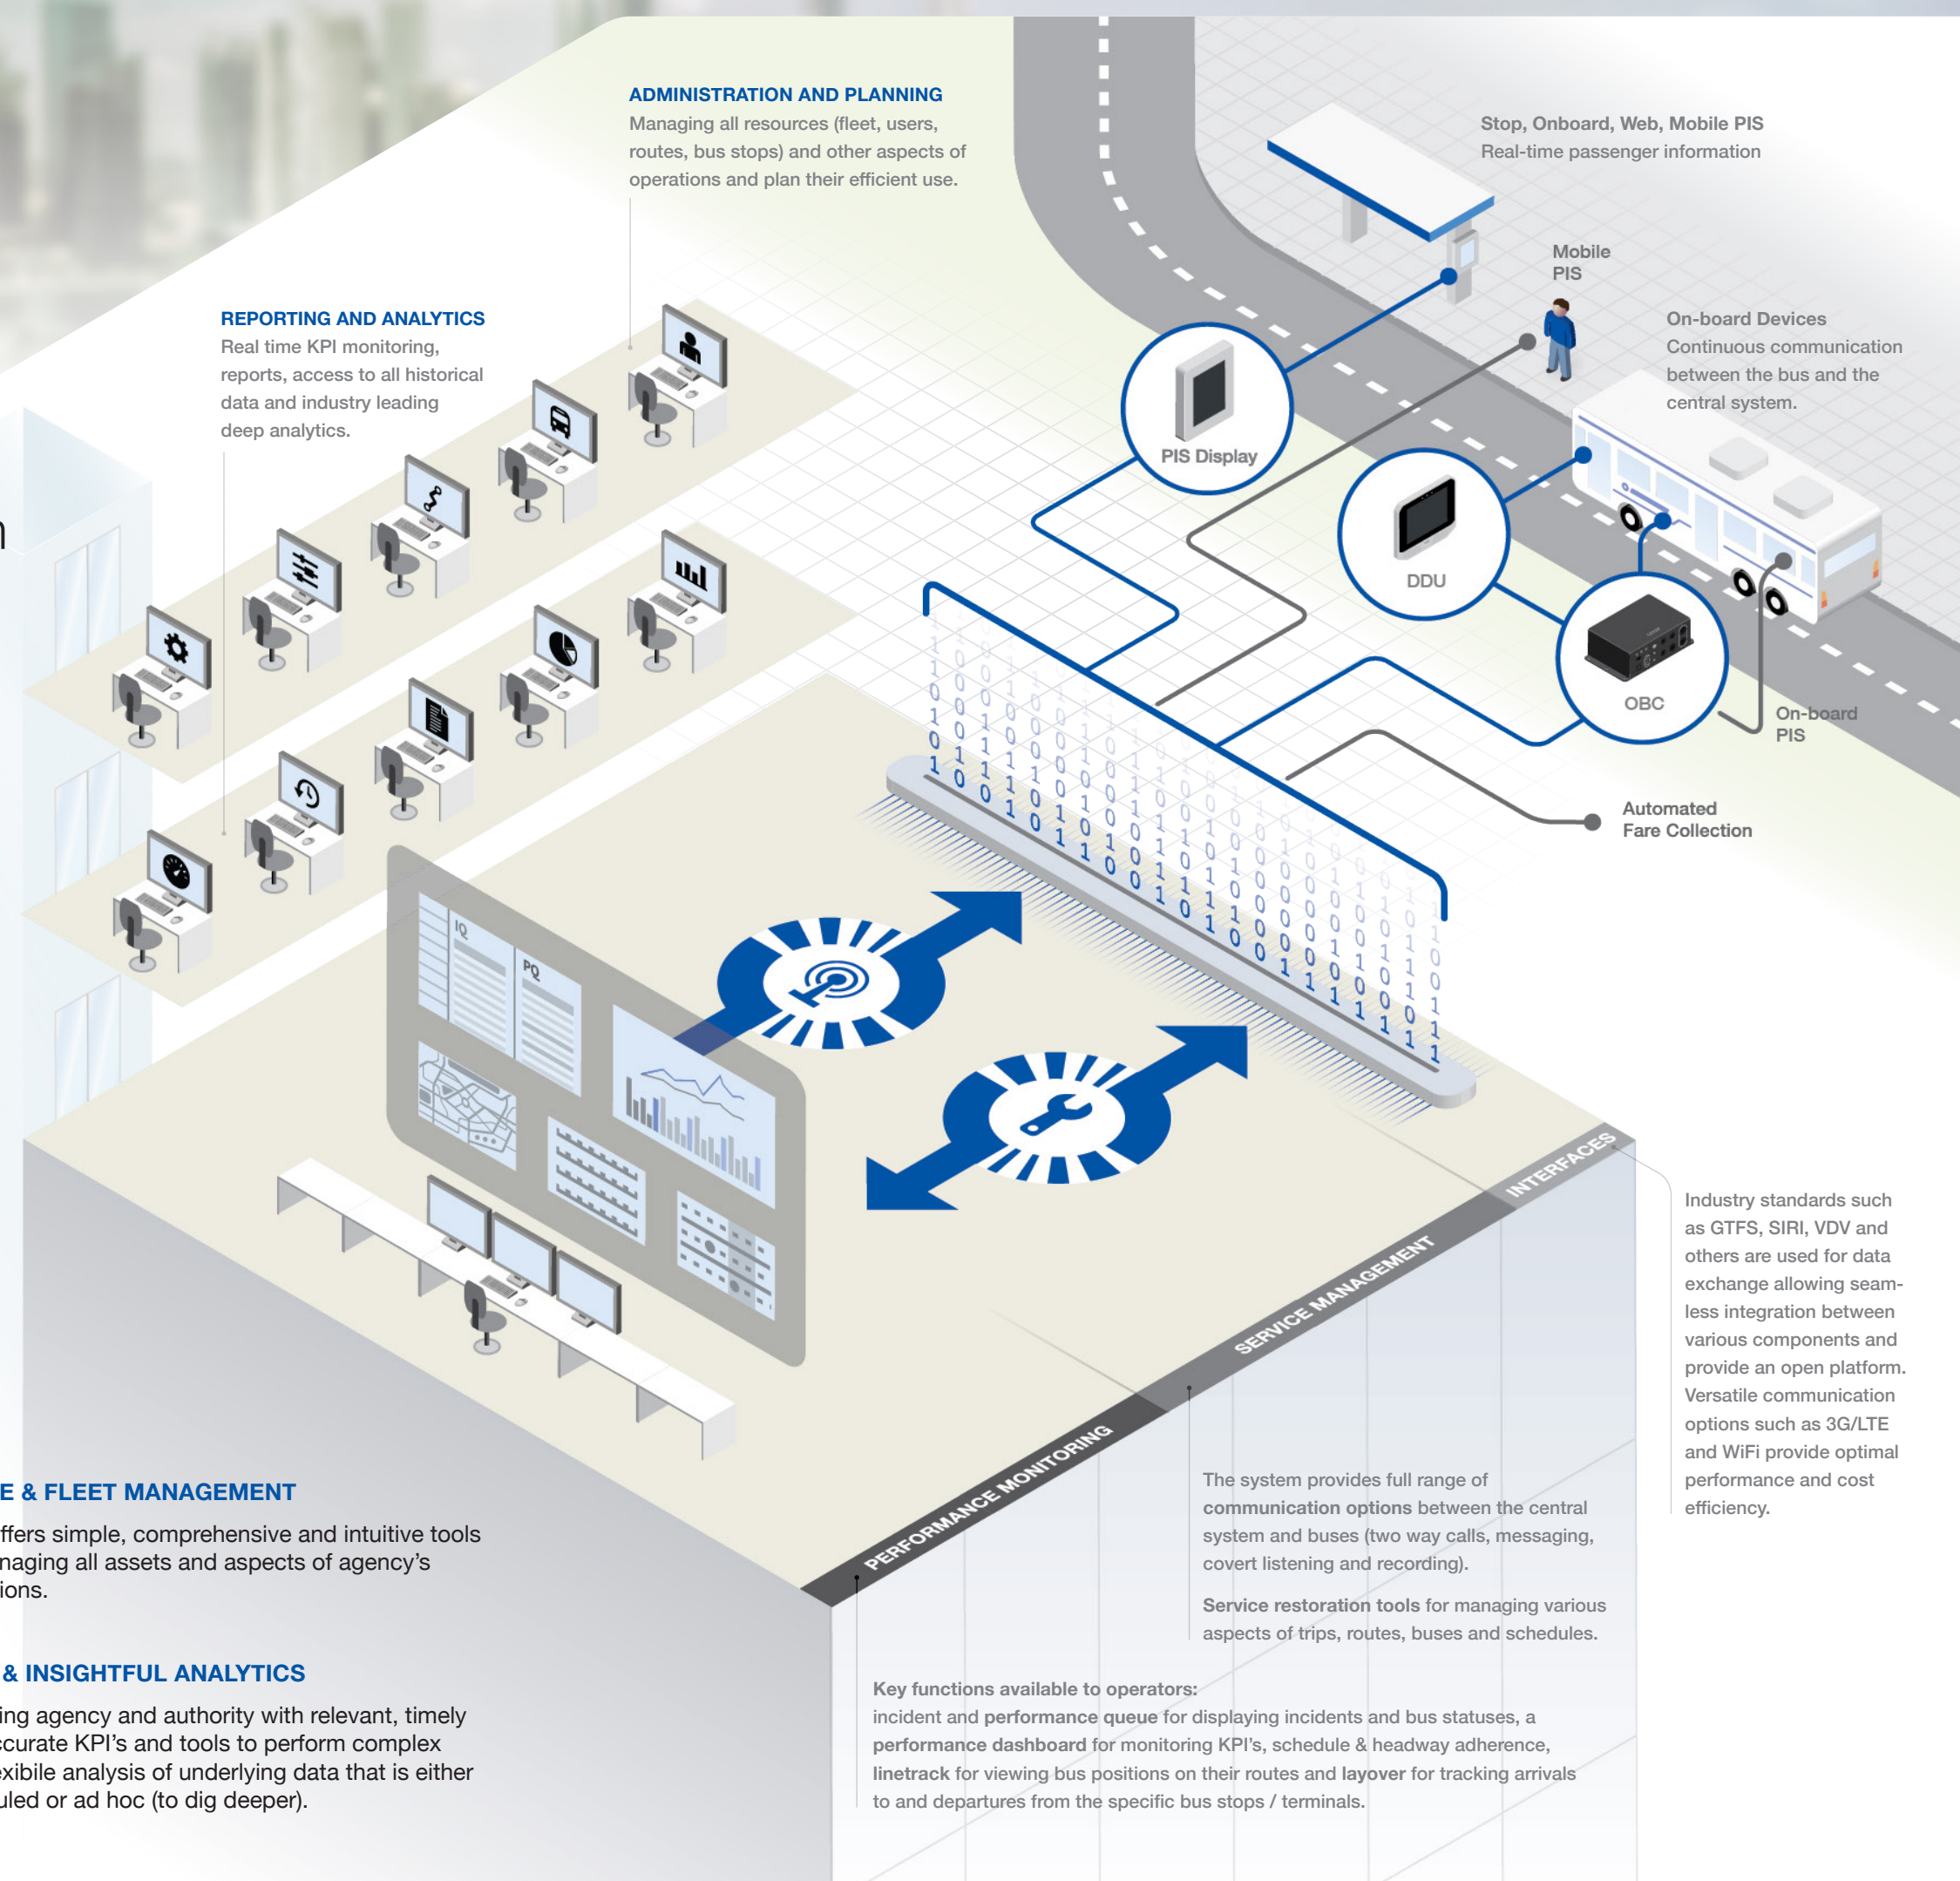 ADMINISTRATION AND PLANNING
Managing all resources (fleet, users,
routes, bus stops) and other aspects of
operations and plan their efficient use.
Stop, Onboard, Web, Mobile PIS
Real-time passenger information
Mobile
PIS
On-board Devices
Continuous communication
between the bus and the
central system.
REPORTING AND ANALYTICS
Real time KPI monitoring,
reports, access to all historical
data and industry leading
deep analytics.
PIS Display
DDU
OBC
On-board
PIS
Automated
Fare Collection
IQ
PQ
INTERFACES
SERVICE MANAGEMENT
PERFORMANCE MONITORING
Industry standards such
as GTFS, SIRI, VDV and
others are used for data
exchange allowing seam-
less integration between
various components and
provide an open platform.
Versatile communication
options such as 3G/LTE
and WiFi provide optimal
performance and cost
efficiency.
The system provides full range of
communication options between the central
system and buses (two way calls, messaging,
covert listening and recording).
Service restoration tools for managing various
aspects of trips, routes, buses and schedules.
Key functions available to operators:
incident and performance queue for displaying incidents and bus statuses, a
performance dashboard for monitoring KPI's, schedule & headway adherence,
linetrack for viewing bus positions on their routes and layover for tracking arrivals
to and departures from the specific bus stops / terminals.
E & FLEET MANAGEMENT
ffers simple, comprehensive and intuitive tools
naging all assets and aspects of agency's
ions.
& INSIGHTFUL ANALYTICS
ing agency and authority with relevant, timely
ccurate KPI's and tools to perform complex
exibile analysis of underlying data that is either
uled or ad hoc (to dig deeper).